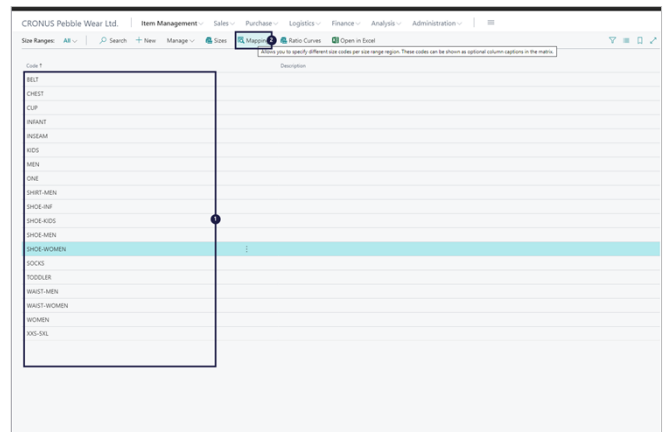 CRONUS Pebble Wear Ltd. Item Management Sales Purchase Logistics Finance Analysis Administration
Size Ranges: All Search + New Manage Sizes Mapping 2 Ratio Curves Open in Excel
Allows you to specify different size codes per size range region. These codes can be shown as optional column captions in the matrix.
Code ↑ Description
BELT
CHEST
CUP
INFANT
INSEAM
KIDS
MEN
ONE
SHIRT-MEN
SHOE-INF
SHOE-KIDS
1
SHOE-MEN
SHOE-WOMEN
SOCKS
TODDLER
WAIST-MEN
WAIST-WOMEN
WOMEN
XXS-5XL